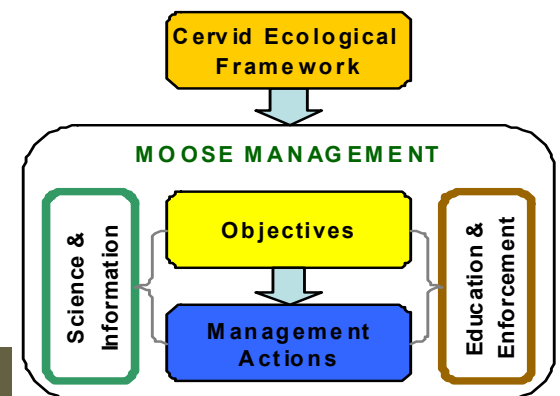 Cervid Ecological
Framework
MOOSE MANAGEMENT
Science &
Information
Objectives
Management
Actions
Education &
Enforcement